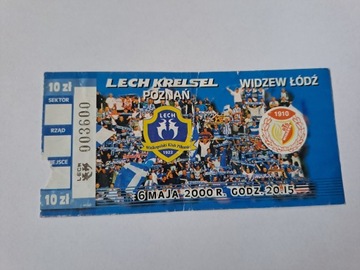 10 zł
LECH KREISEL
POZNAŃ
WIDZEW ŁÓDŹ
SEKTOR
RZĄD
MIEJSCE
003600
LECH
LECH
1922
1910
6 MAJA 2000 R. GODZ. 20.15
10 zł